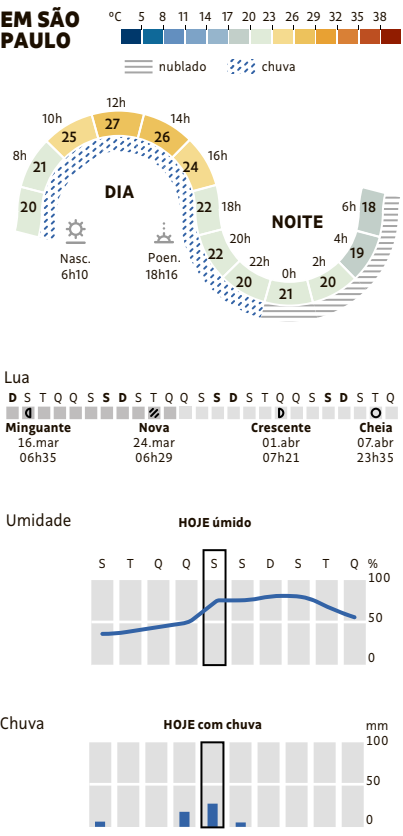 EM SÃO
PAULO
ºC 5 8 11 14 17 20 23 26 29 32 35 38
nublado chuva
12h
10h 14h
27
25 26
8h 16h
21 24
DIA
20 22 18h 6h 18
NOITE
20h 4h
22 22h 19
0h 2h
20 21 20
Nasc. Poen.
6h10 18h16
Lua
D S T Q Q S S D S T Q Q S S D S T Q Q S S D S T Q
Minguante Nova Crescente Cheia
16.mar 24.mar 01.abr 07.abr
06h35 06h29 07h21 23h35
Umidade HOJE úmido
S T Q Q S S D S T Q %
100
50
0
Chuva HOJE com chuva mm
100
50
0